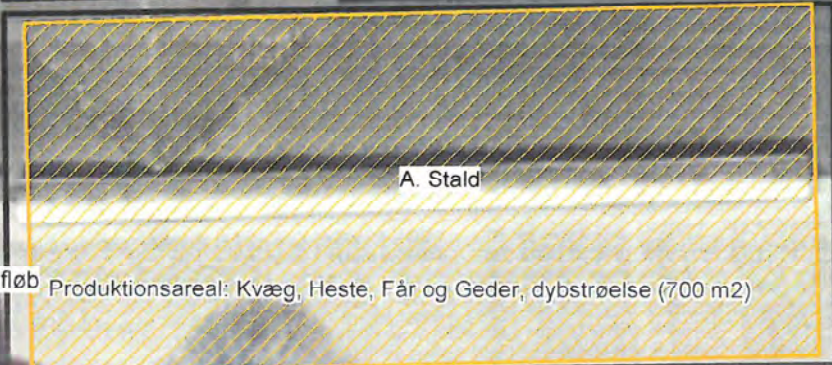 A. Stald
fløb
Produktionsareal: Kvæg, Heste, Får og Geder, dybstrøelse (700 m2)